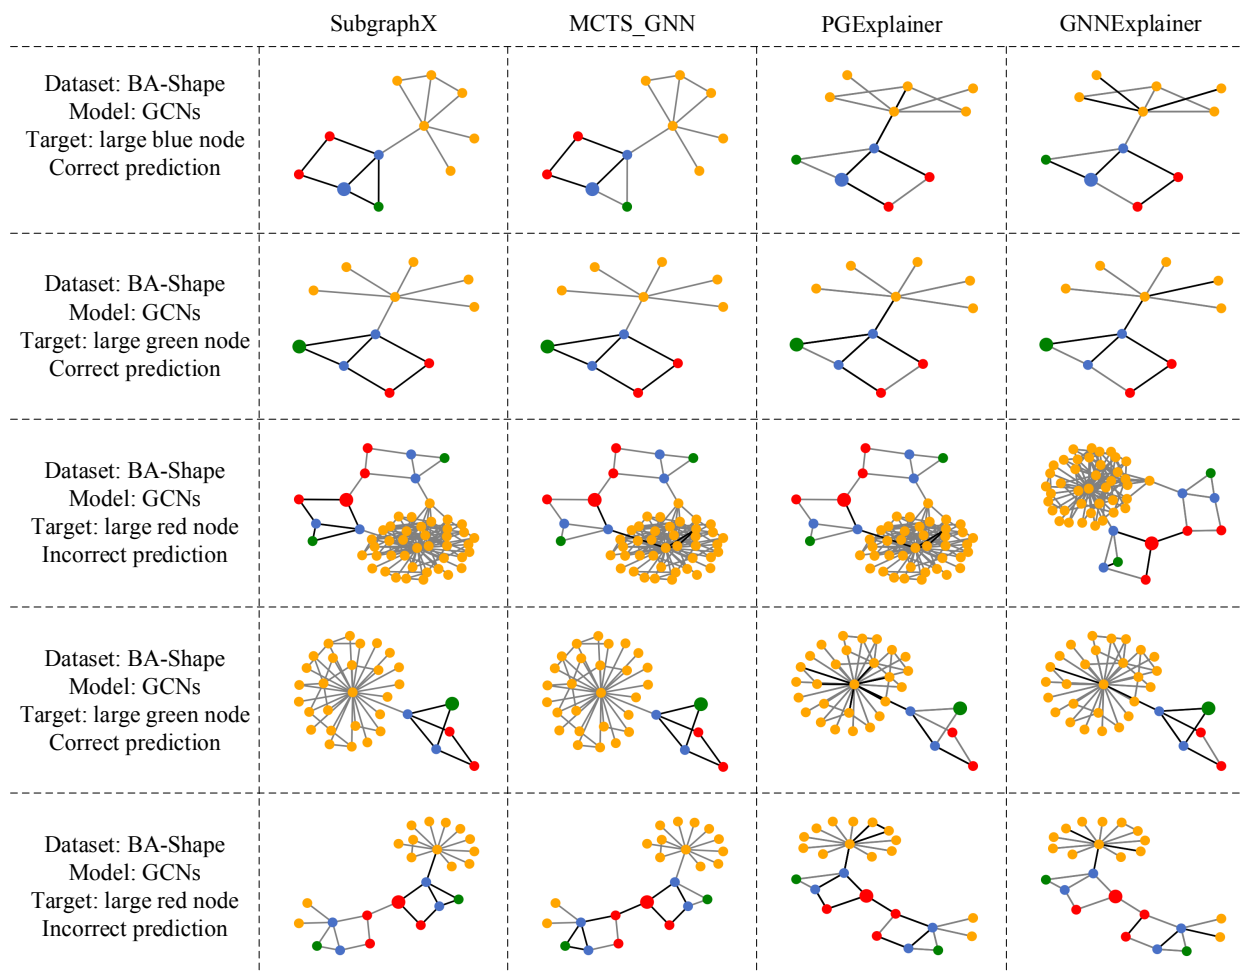 SubgraphX MCTS_GNN PGExplainer GNNExplainer
Dataset: BA-Shape
Model: GCNs
Target: large blue node
Correct prediction
Dataset: BA-Shape
Model: GCNs
Target: large green node
Correct prediction
Dataset: BA-Shape
Model: GCNs
Target: large red node
Incorrect prediction
Dataset: BA-Shape
Model: GCNs
Target: large green node
Correct prediction
Dataset: BA-Shape
Model: GCNs
Target: large red node
Incorrect prediction